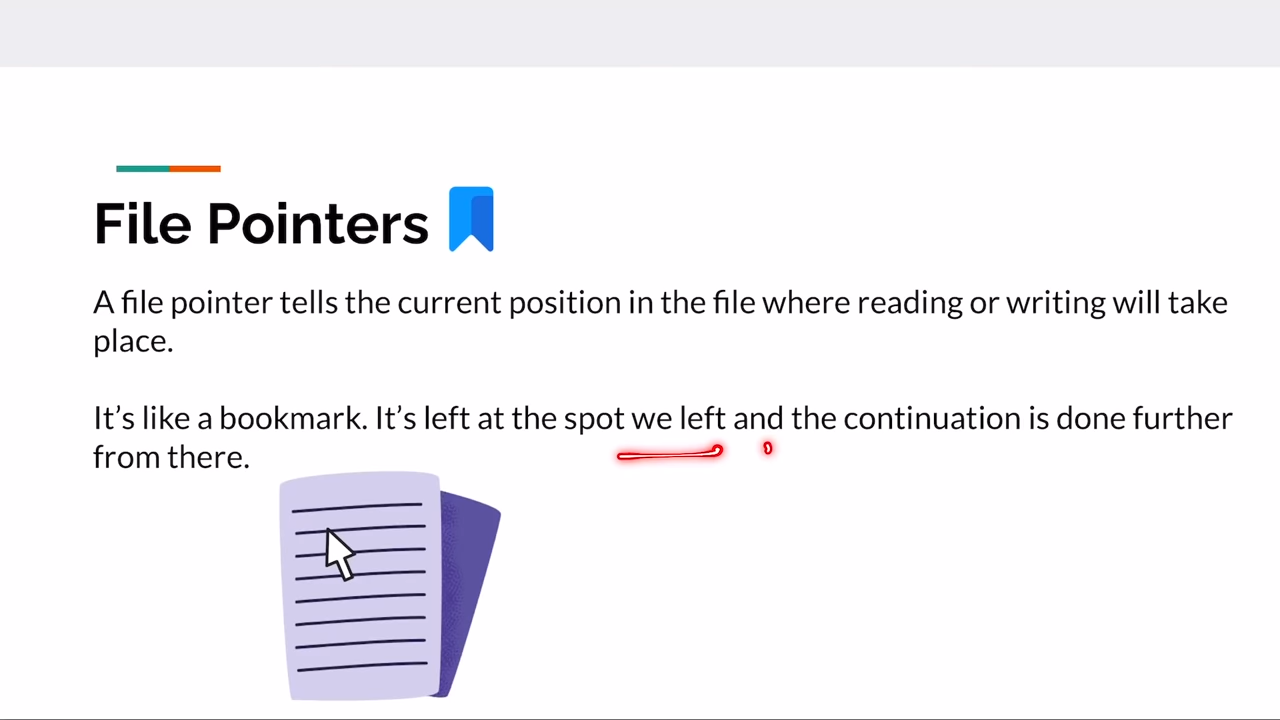 File Pointers
A file pointer tells the current position in the file where reading or writing will take
place.
It’s like a bookmark. It’s left at the spot we left and the continuation is done further
from there.